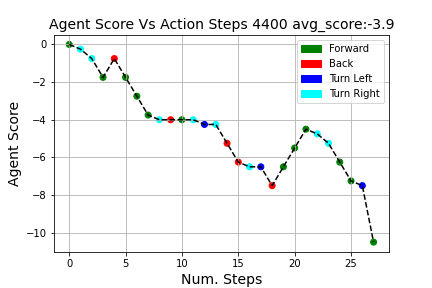 Agent Score Vs Action Steps 4400 avg_score:-3.9
Forward
Back
Turn Left
Turn Right
Agent Score
0
−2
−4
−6
−8
−10
0 5 10 15 20 25
Num. Steps